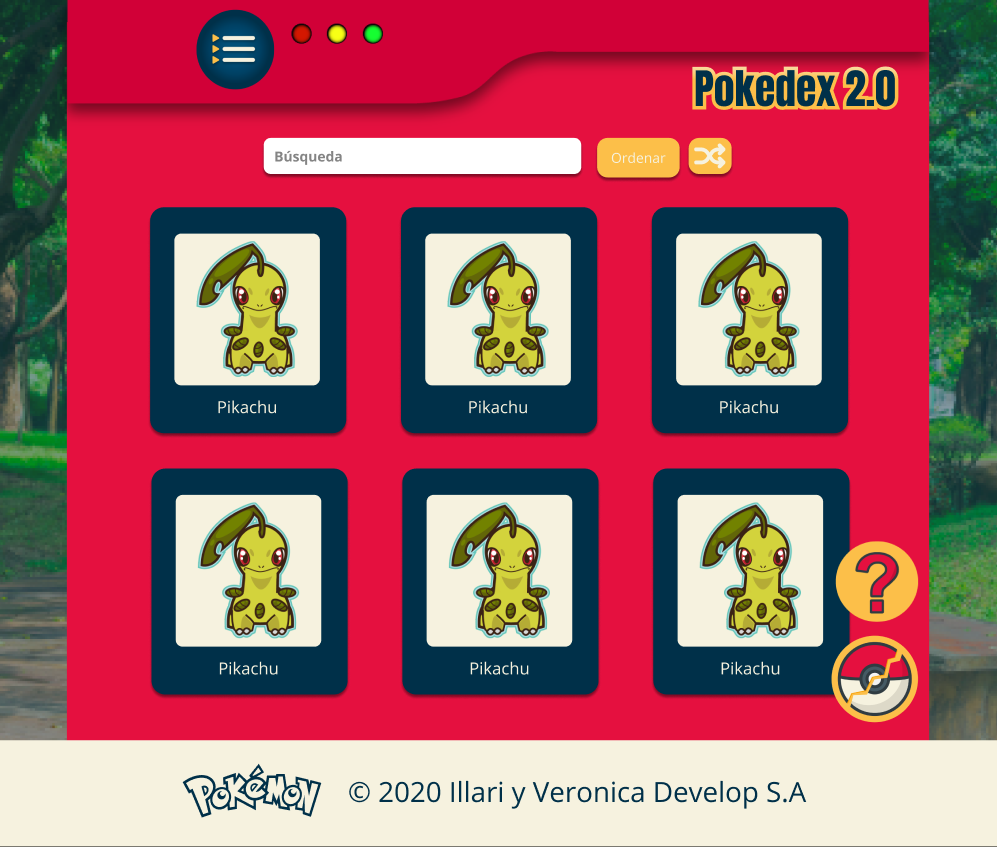 Pokedex 2.0
Búsqueda
Ordenar
Pikachu
Pikachu
Pikachu
Pikachu
Pikachu
Pikachu
?
POKéMON
© 2020 Illari y Veronica Develop S.A